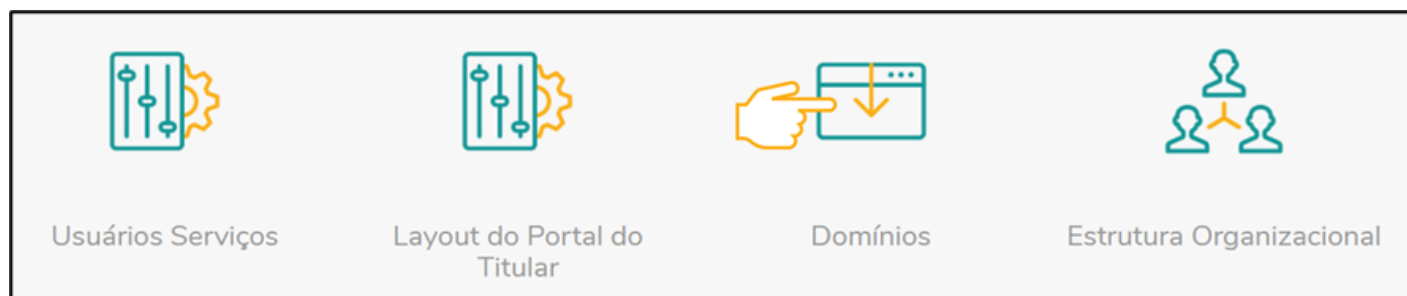 Usuários Serviços
Layout do Portal do
Titular
Domínios
Estrutura Organizacional